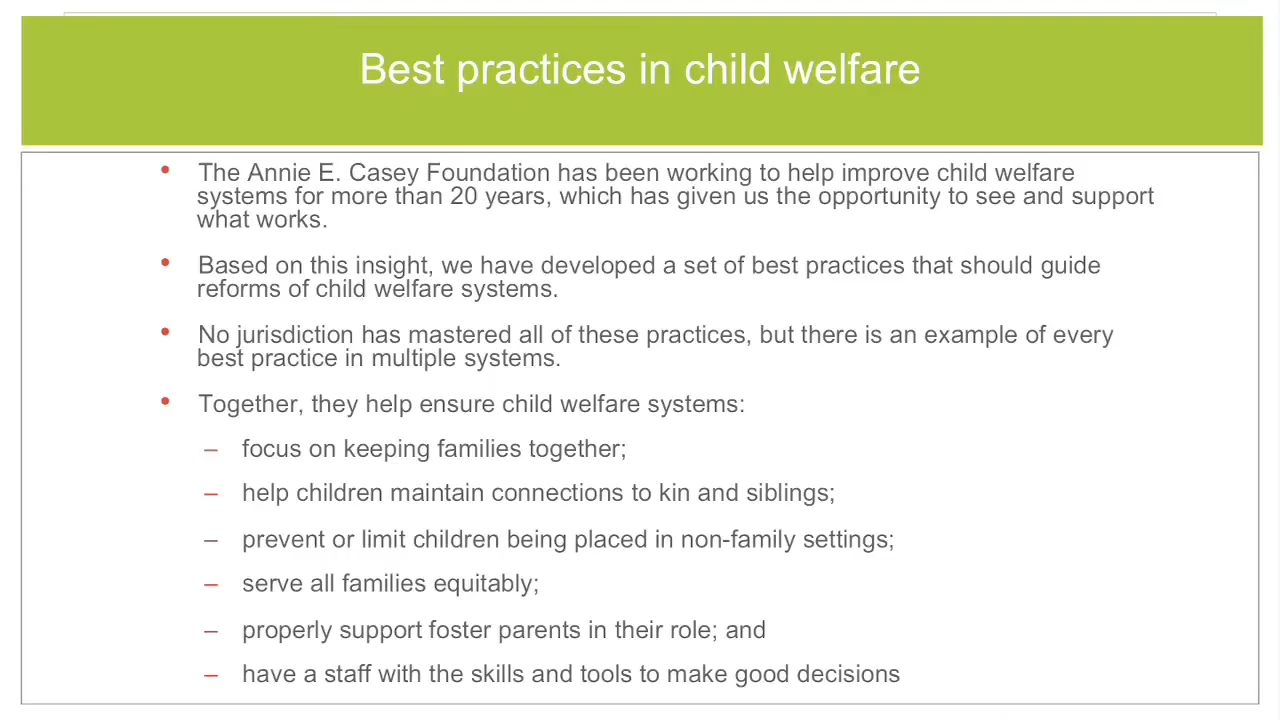 Best practices in child welfare
• The Annie E. Casey Foundation has been working to help improve child welfare
systems for more than 20 years, which has given us the opportunity to see and support
what works.
• Based on this insight, we have developed a set of best practices that should guide
reforms of child welfare systems.
• No jurisdiction has mastered all of these practices, but there is an example of every
best practice in multiple systems.
• Together, they help ensure child welfare systems:
– focus on keeping families together;
– help children maintain connections to kin and siblings;
– prevent or limit children being placed in non-family settings;
– serve all families equitably;
– properly support foster parents in their role; and
– have a staff with the skills and tools to make good decisions